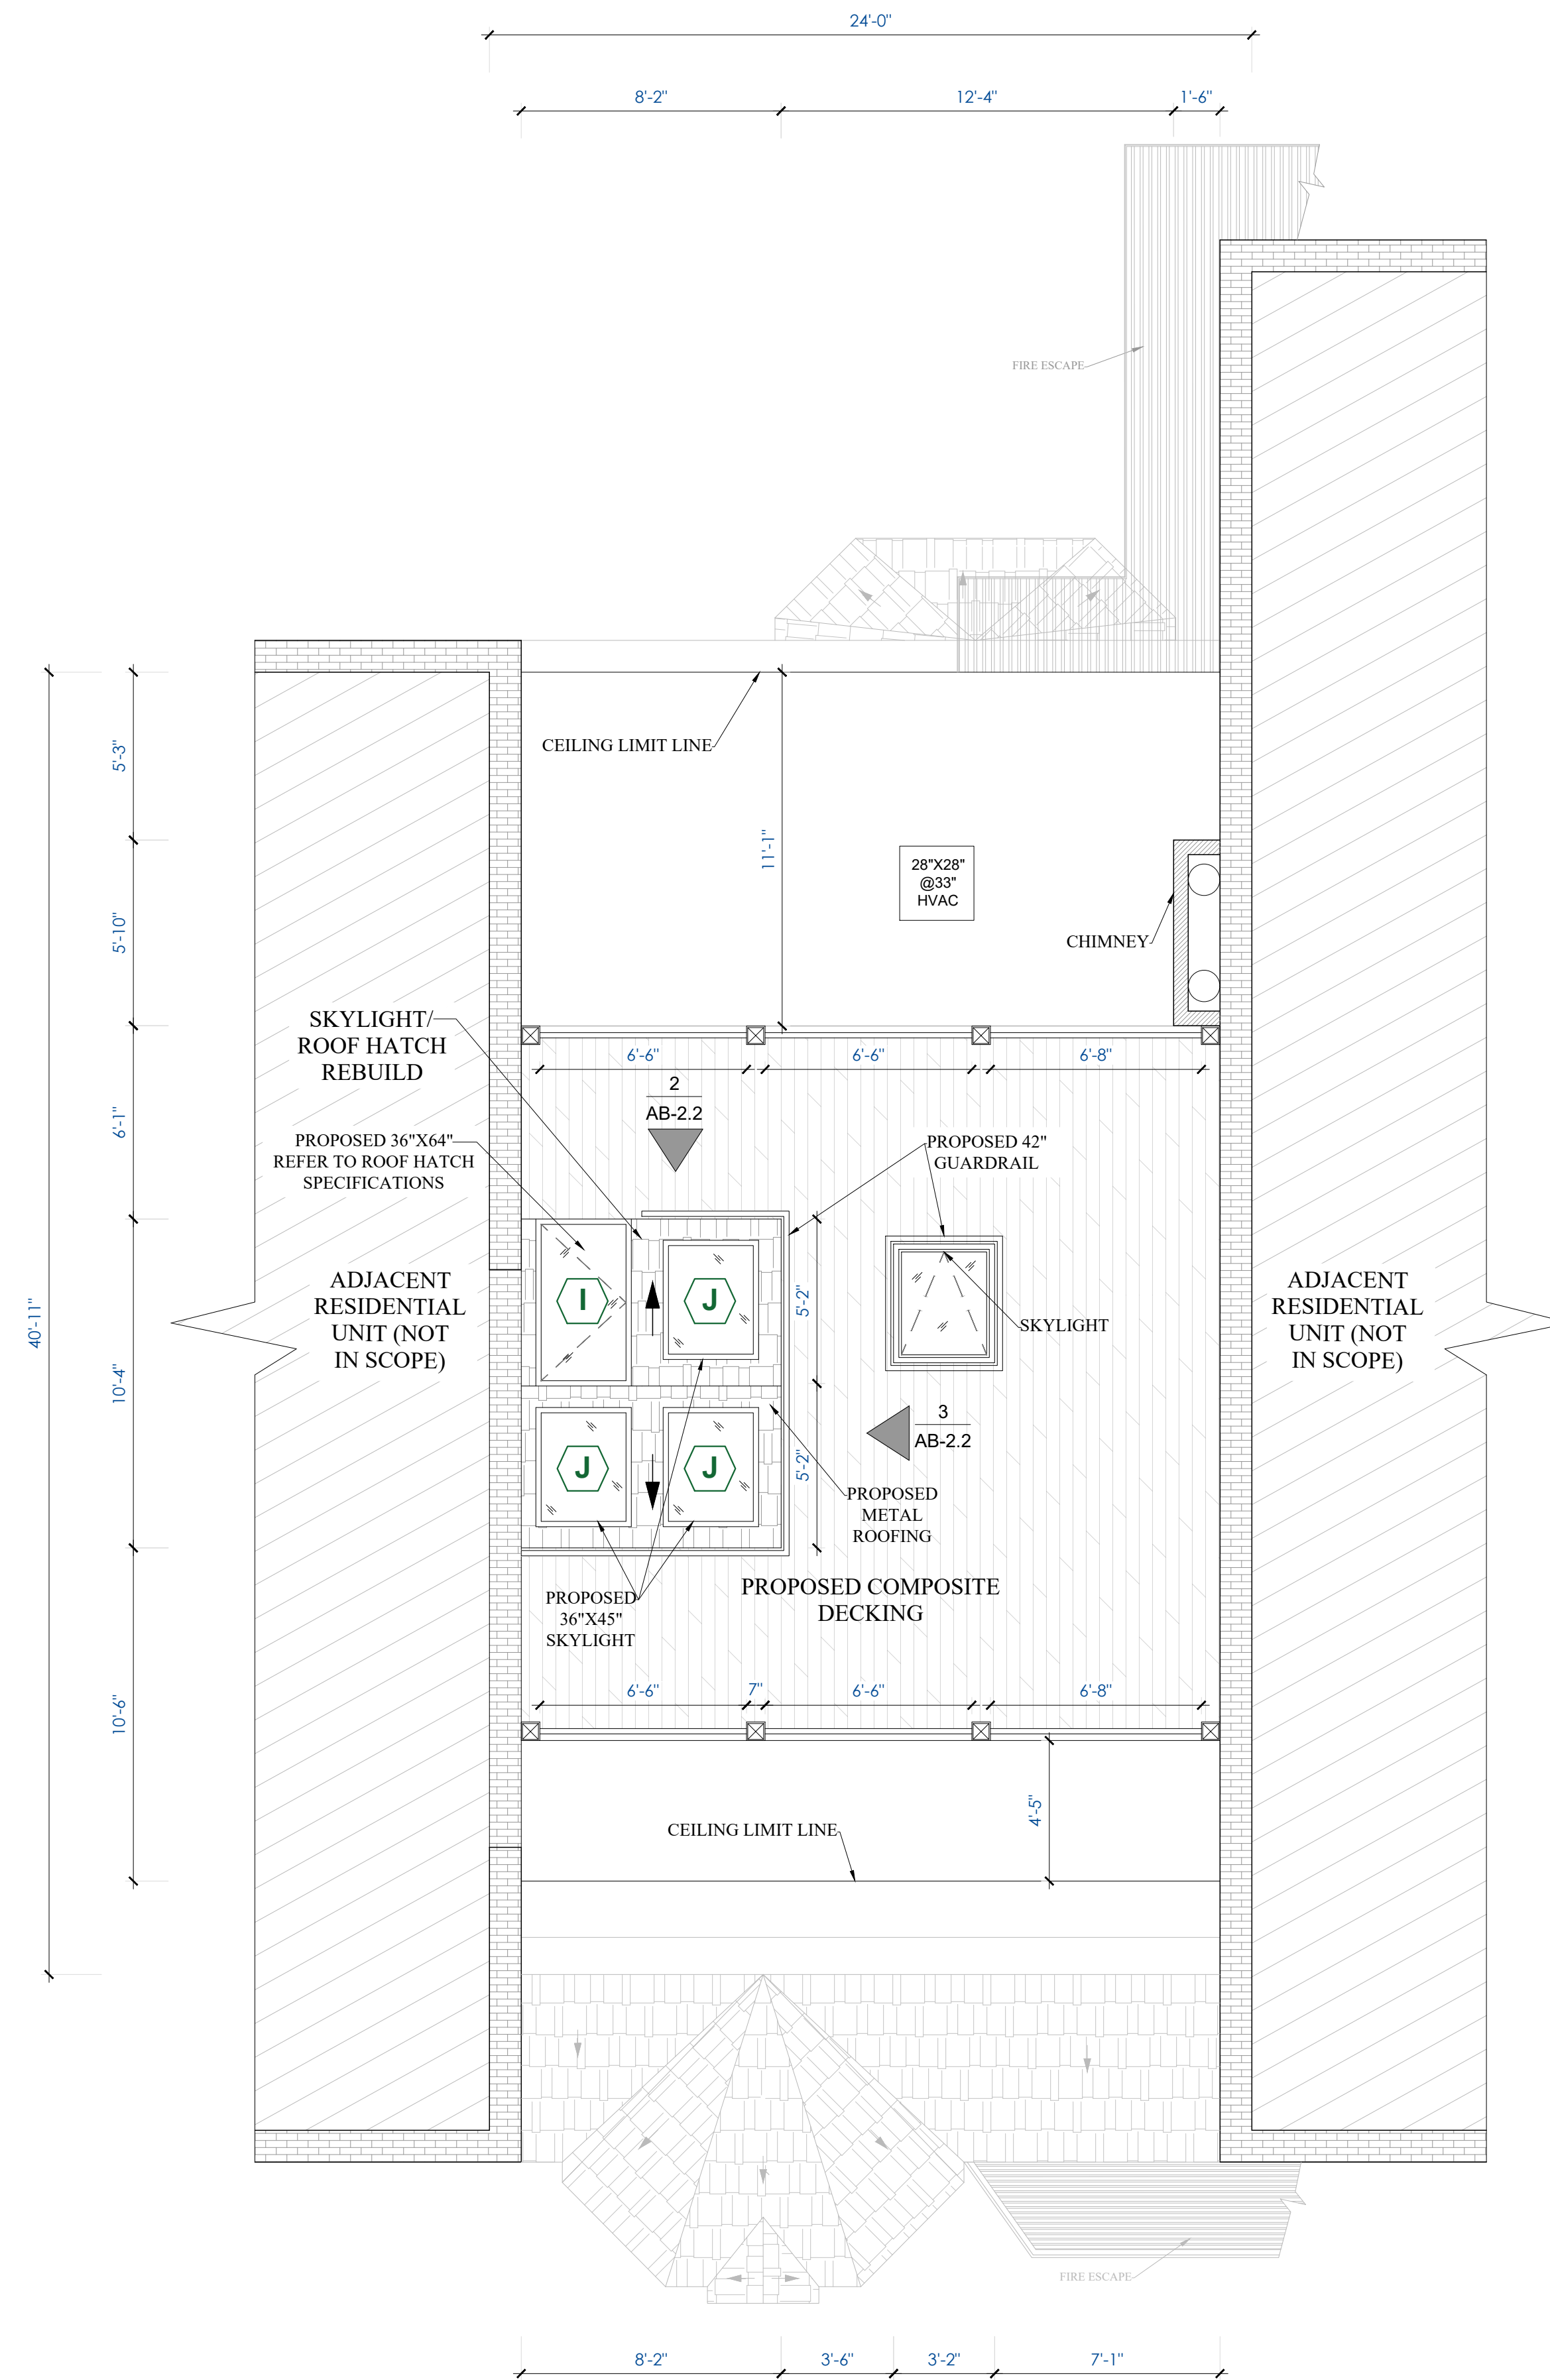 24'-0"
8'-2"
12'-4"
1'-6"
FIRE ESCAPE
CEILING LIMIT LINE
5'-3"
11'-1"
28"X28"
@33"
HVAC
5'-10"
CHIMNEY
SKYLIGHT/
ROOF HATCH
REBUILD
6'-6"
6'-6"
6'-8"
2
AB-2.2
6'-1"
PROPOSED 36"X64"
REFER TO ROOF HATCH
SPECIFICATIONS
PROPOSED 42"
GUARDRAIL
ADJACENT
RESIDENTIAL
UNIT (NOT
IN SCOPE)
I
J
5'-2"
SKYLIGHT
ADJACENT
RESIDENTIAL
UNIT (NOT
IN SCOPE)
40'-11"
10'-4"
3
AB-2.2
J
J
5'-2"
PROPOSED
METAL
ROOFING
PROPOSED
36"X45"
SKYLIGHT
PROPOSED COMPOSITE
DECKING
10'-6"
6'-6"
7"
6'-6"
6'-8"
4'-5"
CEILING LIMIT LINE
FIRE ESCAPE
8'-2"
3'-6"
3'-2"
7'-1"